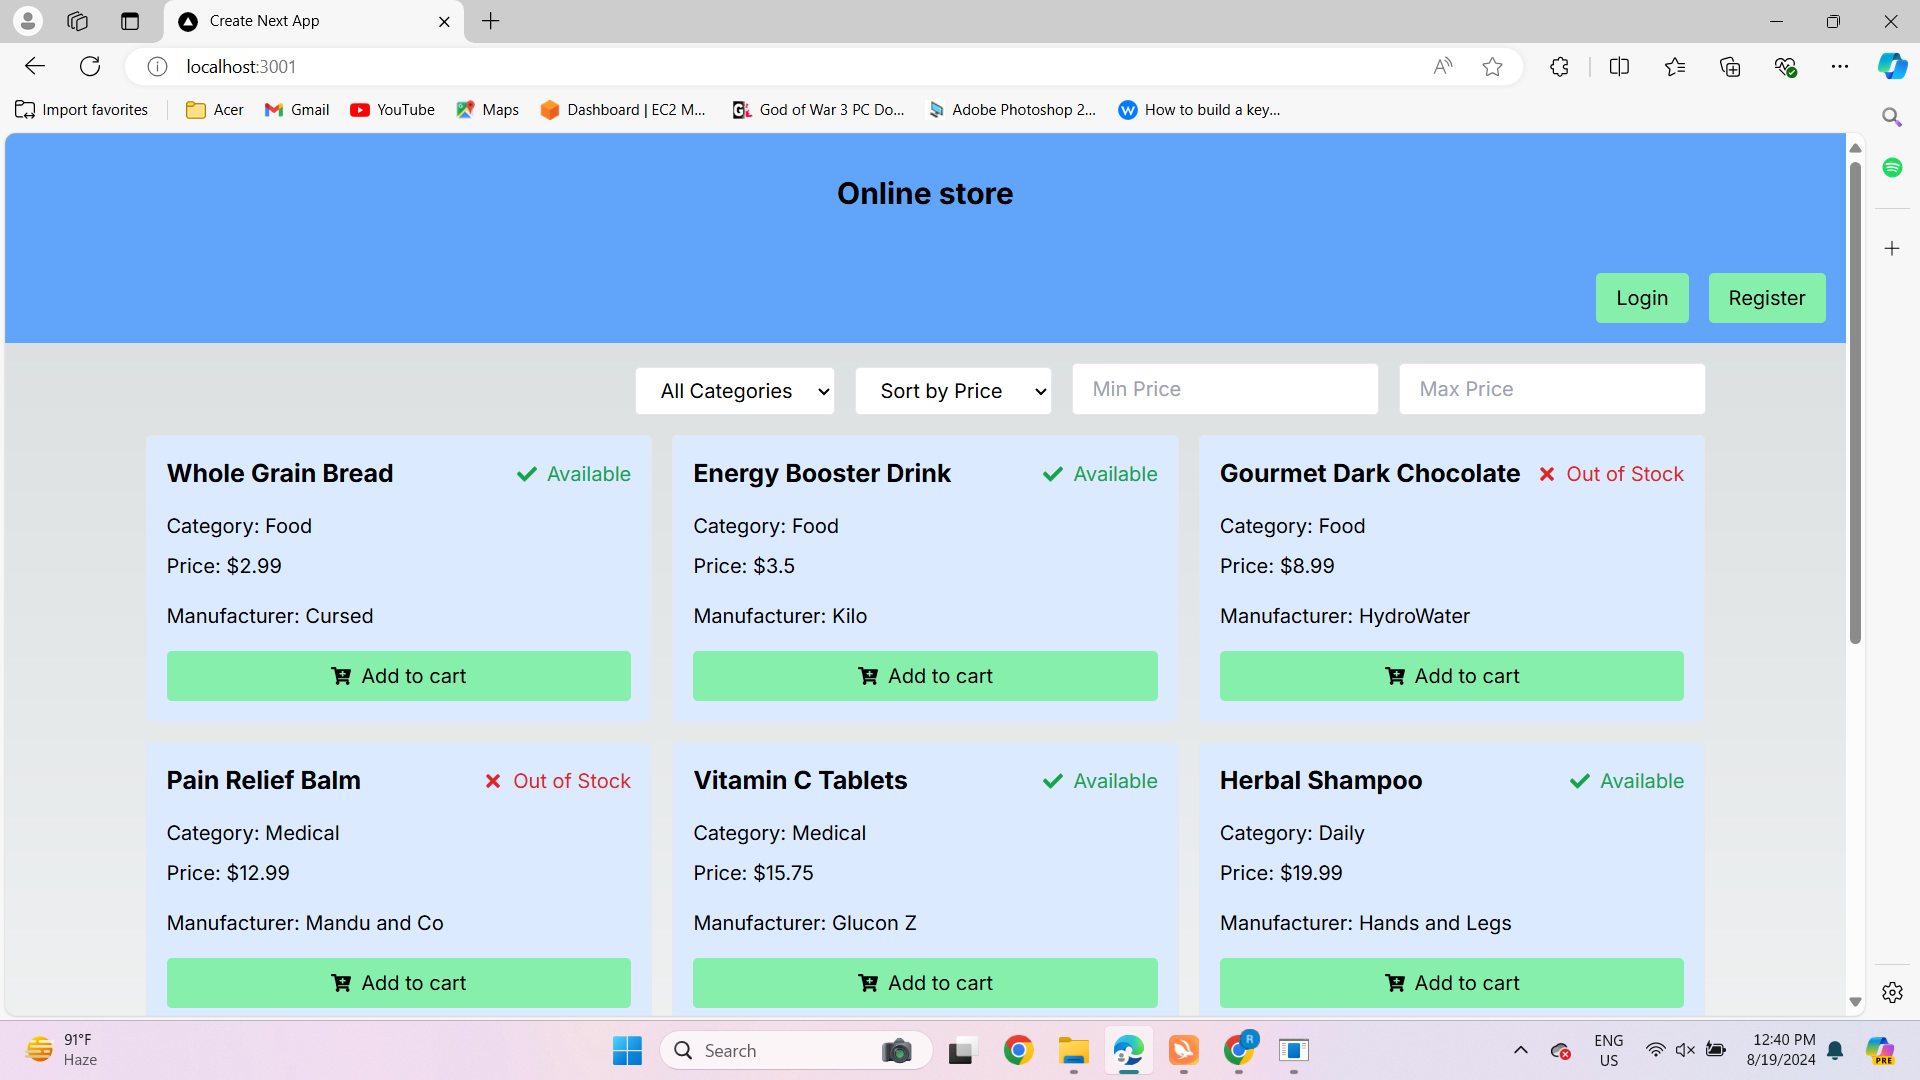 Create Next App
localhost:3001
Import favorites
Acer
Gmail
YouTube
Maps
Dashboard | EC2 M...
God of War 3 PC Do...
Adobe Photoshop 2...
How to build a key...
Online store
Login
Register
All Categories
Sort by Price
Min Price
Max Price
Whole Grain Bread
Available
Category: Food
Price: $2.99
Manufacturer: Cursed
Add to cart
Energy Booster Drink
Available
Category: Food
Price: $3.5
Manufacturer: Kilo
Add to cart
Gourmet Dark Chocolate
Out of Stock
Category: Food
Price: $8.99
Manufacturer: HydroWater
Add to cart
Pain Relief Balm
Out of Stock
Category: Medical
Price: $12.99
Manufacturer: Mandu and Co
Add to cart
Vitamin C Tablets
Available
Category: Medical
Price: $15.75
Manufacturer: Glucon Z
Add to cart
Herbal Shampoo
Available
Category: Daily
Price: $19.99
Manufacturer: Hands and Legs
Add to cart
91°F
Haze
Search
R
ENG
US
12:40 PM
8/19/2024
PRE